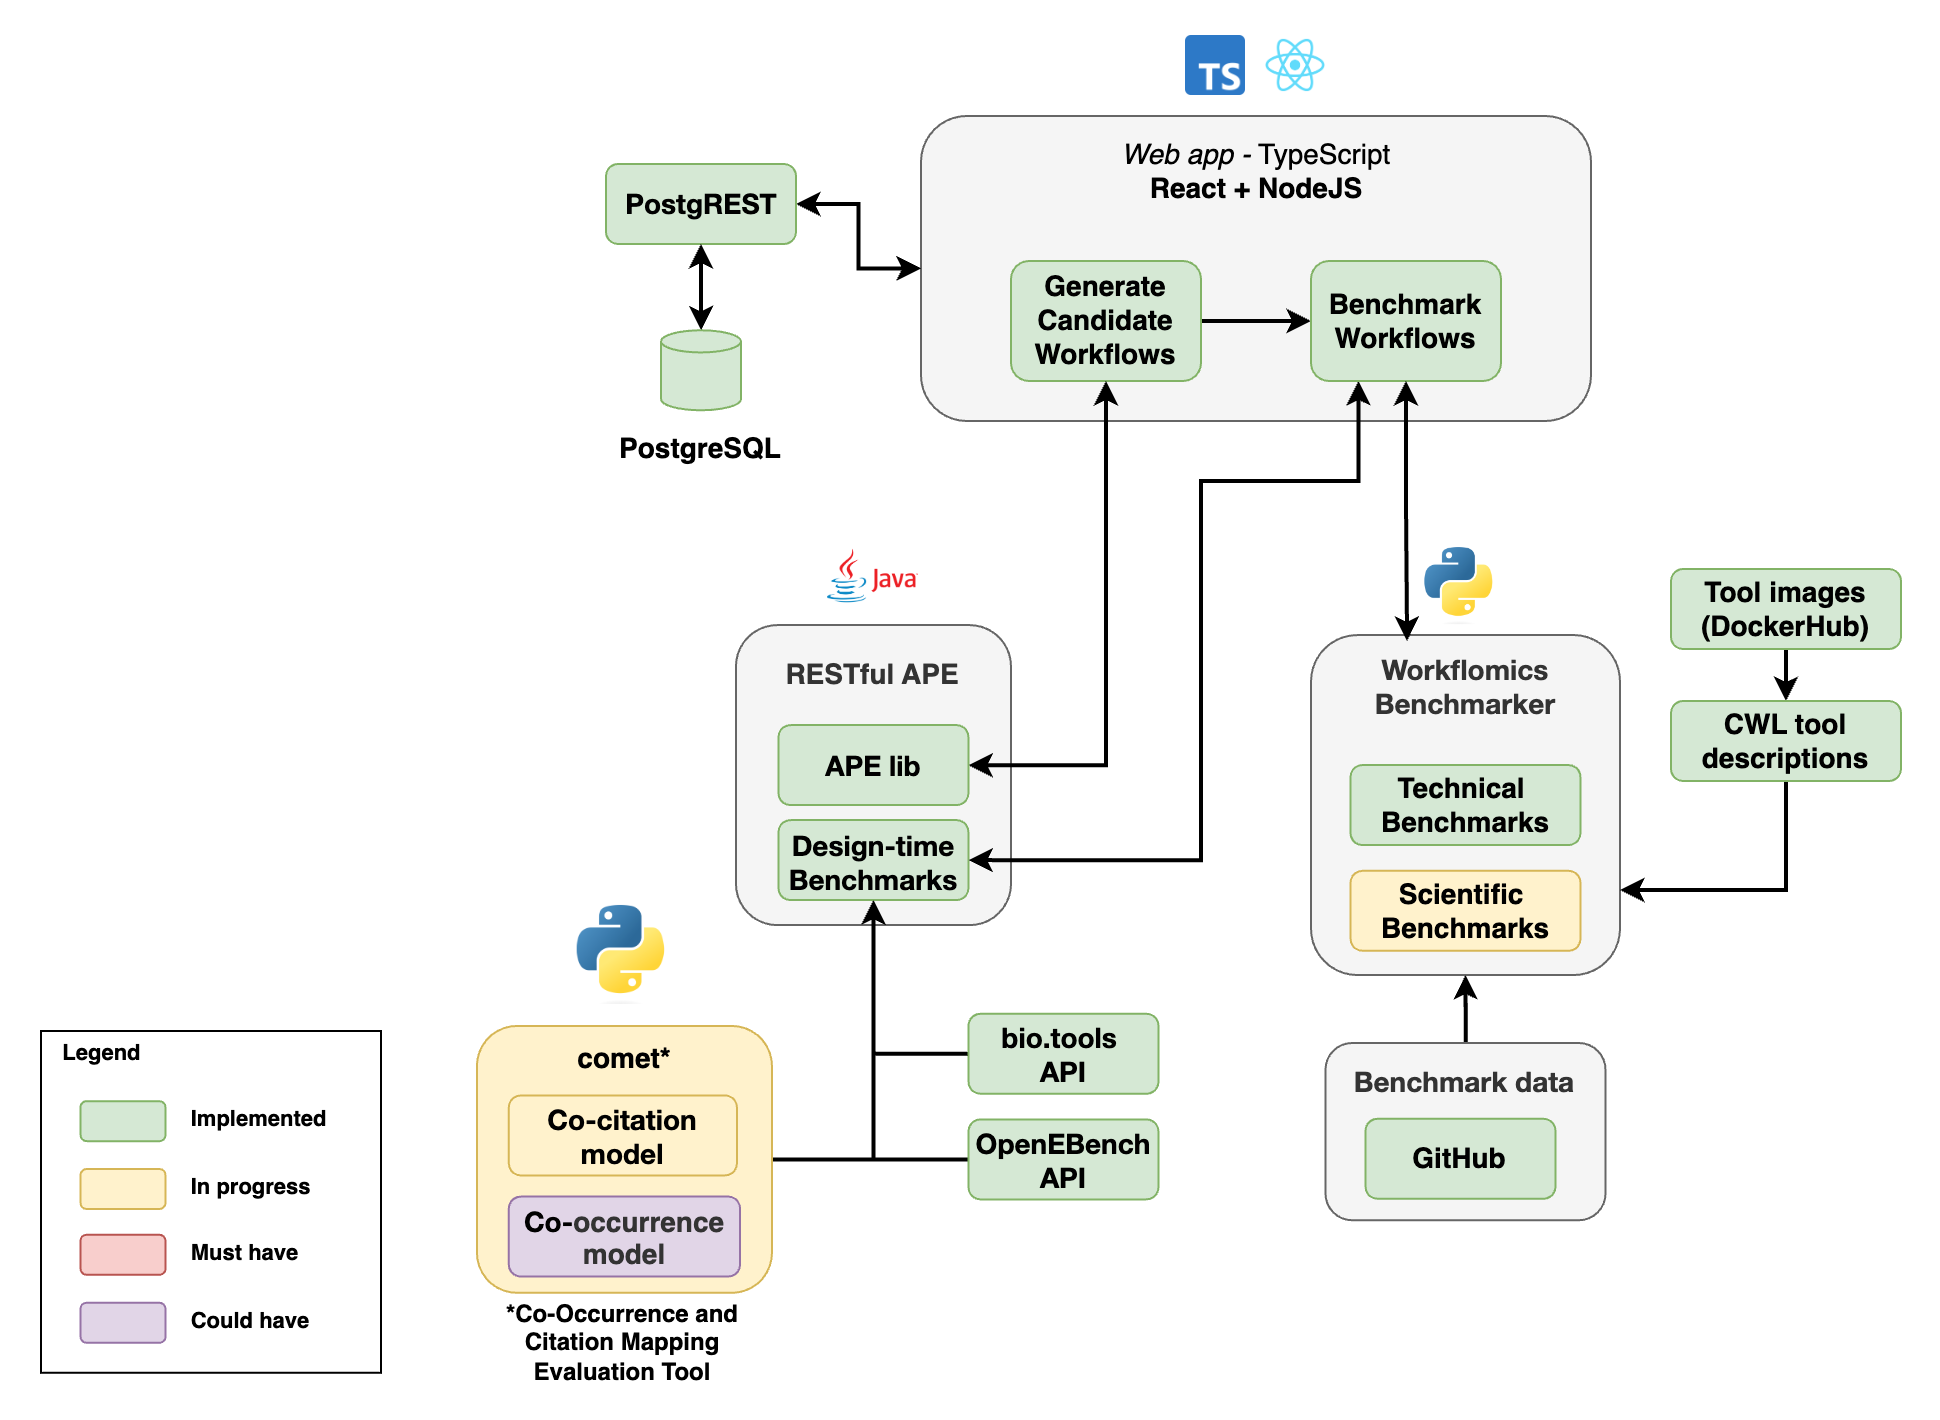 TS
Web app - TypeScript
React + NodeJS
PostgREST
Generate
Candidate
Workflows
Benchmark
Workflows
PostgreSQL
Java
RESTful APE
APE lib
Design-time
Benchmarks
Workflomics
Benchmarker
Technical
Benchmarks
Scientific
Benchmarks
Tool images
(DockerHub)
CWL tool
descriptions
comet*
Co-citation
model
Co-occurrence
model
*Co-Occurrence and
Citation Mapping
Evaluation Tool
bio.tools
API
OpenEBench
API
Benchmark data
GitHub
Legend
Implemented
In progress
Must have
Could have